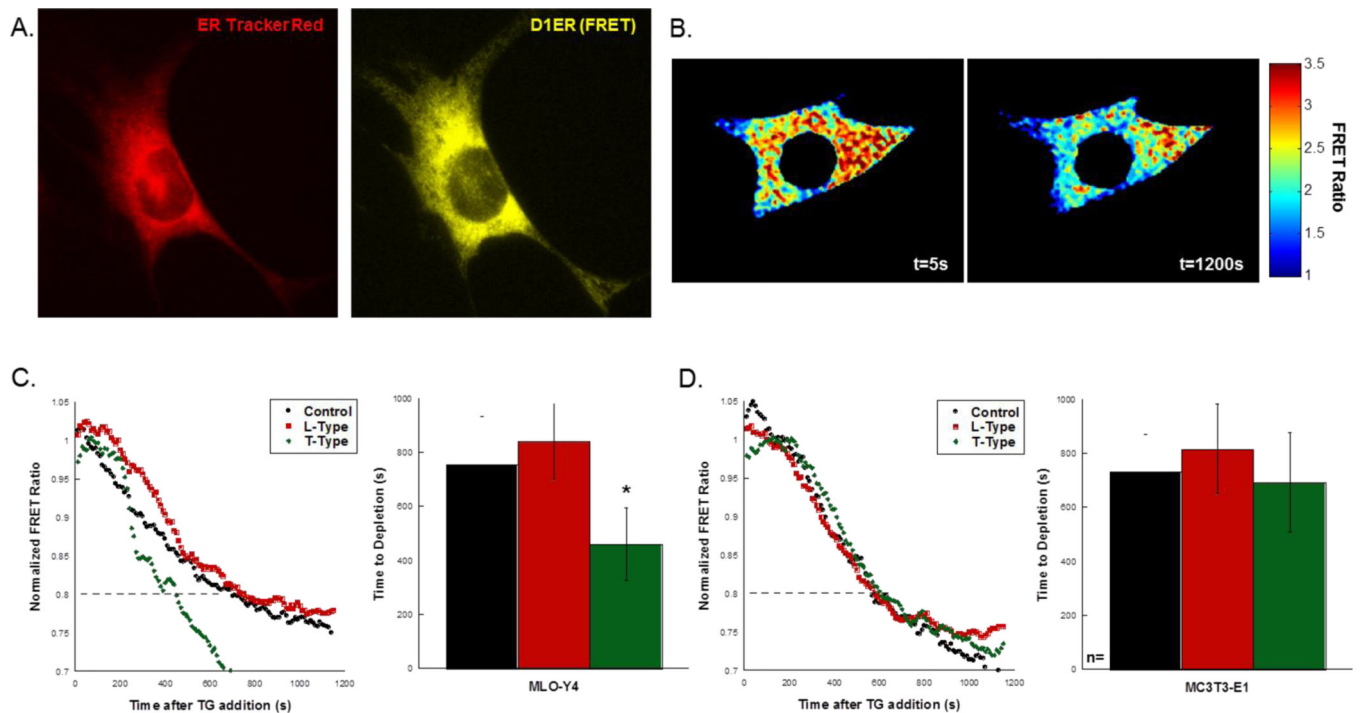 A.
ER Tracker Red
D1ER (FRET)
B.
t=5s
t=1200s
3.5
3
2.5
2
1.5
1
FRET Ratio
C.
1.05
1
0.95
0.9
0.85
0.8
0.75
0.7
Normalized FRET Ratio
0
200
400
600
800
1000
1200
Time after TG addition (s)
Control
L-Type
T-Type
1000
800
600
400
200
0
Time to Depletion (s)
*
MLO-Y4
D.
1.05
1
0.95
0.9
0.85
0.8
0.75
0.7
Normalized FRET Ratio
0
200
400
600
800
1000
1200
Time after TG addition (s)
Control
L-Type
T-Type
1000
800
600
400
200
0
Time to Depletion (s)
n=
MC3T3-E1